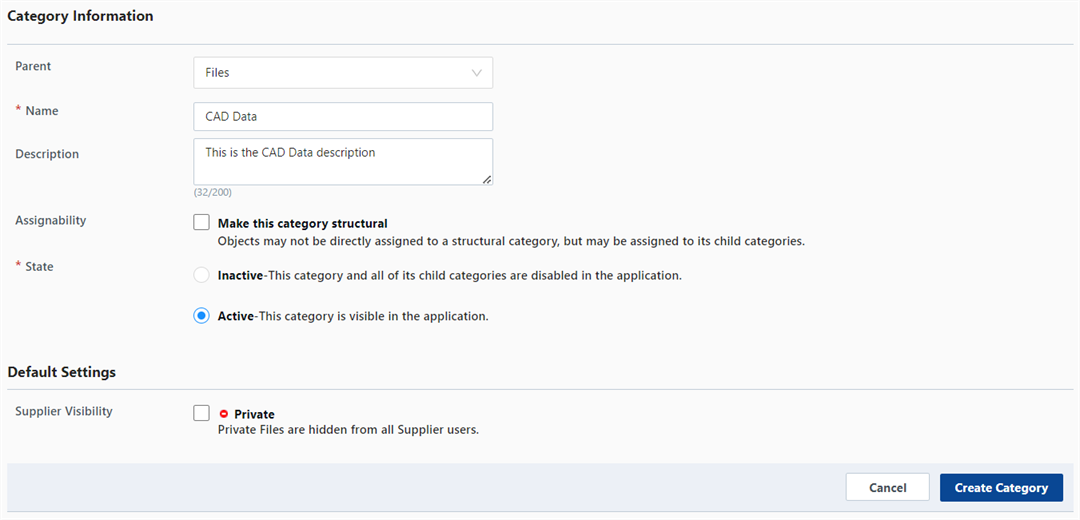 Category Information
Parent
Files
* Name
CAD Data
Description
This is the CAD Data description
(32/200)
Assignability
Make this category structural
Objects may not be directly assigned to a structural category, but may be assigned to its child categories.
* State
Inactive-This category and all of its child categories are disabled in the application.
Active-This category is visible in the application.
Default Settings
Supplier Visibility
Private
Private Files are hidden from all Supplier users.
Cancel
Create Category